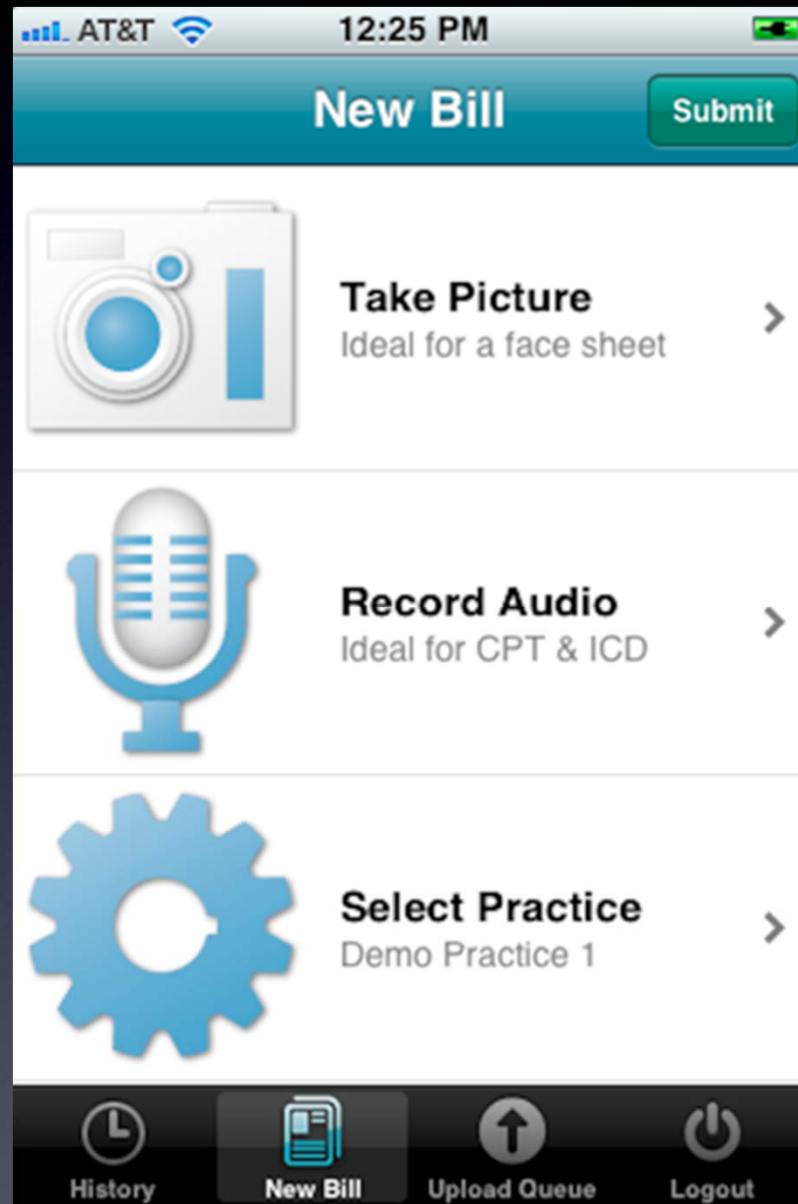 AT&T 12:25 PM
New Bill Submit
Take Picture
Ideal for a face sheet
Record Audio
Ideal for CPT & ICD
Select Practice
Demo Practice 1
History New Bill Upload Queue Logout